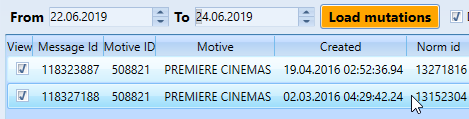 From 22.06.2019 To 24.06.2019 Load mutations
View Message Id Motive ID Motive Created Norm id
118323887 508821 PREMIERE CINEMAS 19.04.2016 02:52:36.94 13271816
118327188 508821 PREMIERE CINEMAS 02.03.2016 04:29:42.24 13152304